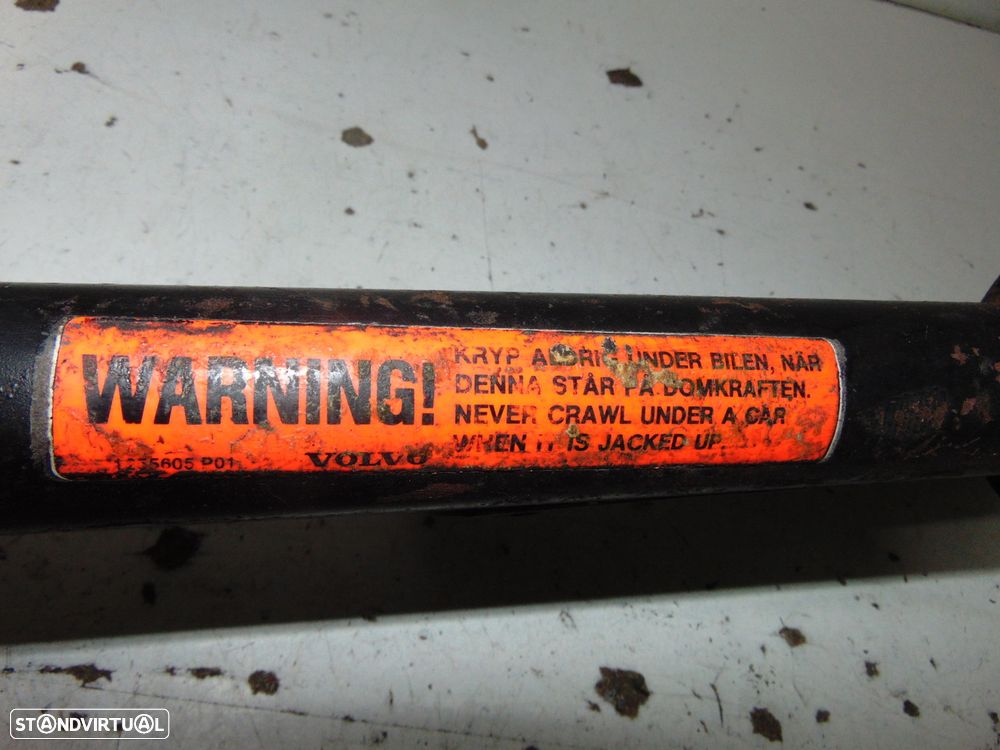 WARNING!
KRYP ALDRIG UNDER BILEN, NÄR
DENNA STÅR PÅ DOMKRAFTEN.
NEVER CRAWL UNDER A CAR
WHEN IT IS JACKED UP.
P01
VOLVO
STANDVIRTUAL